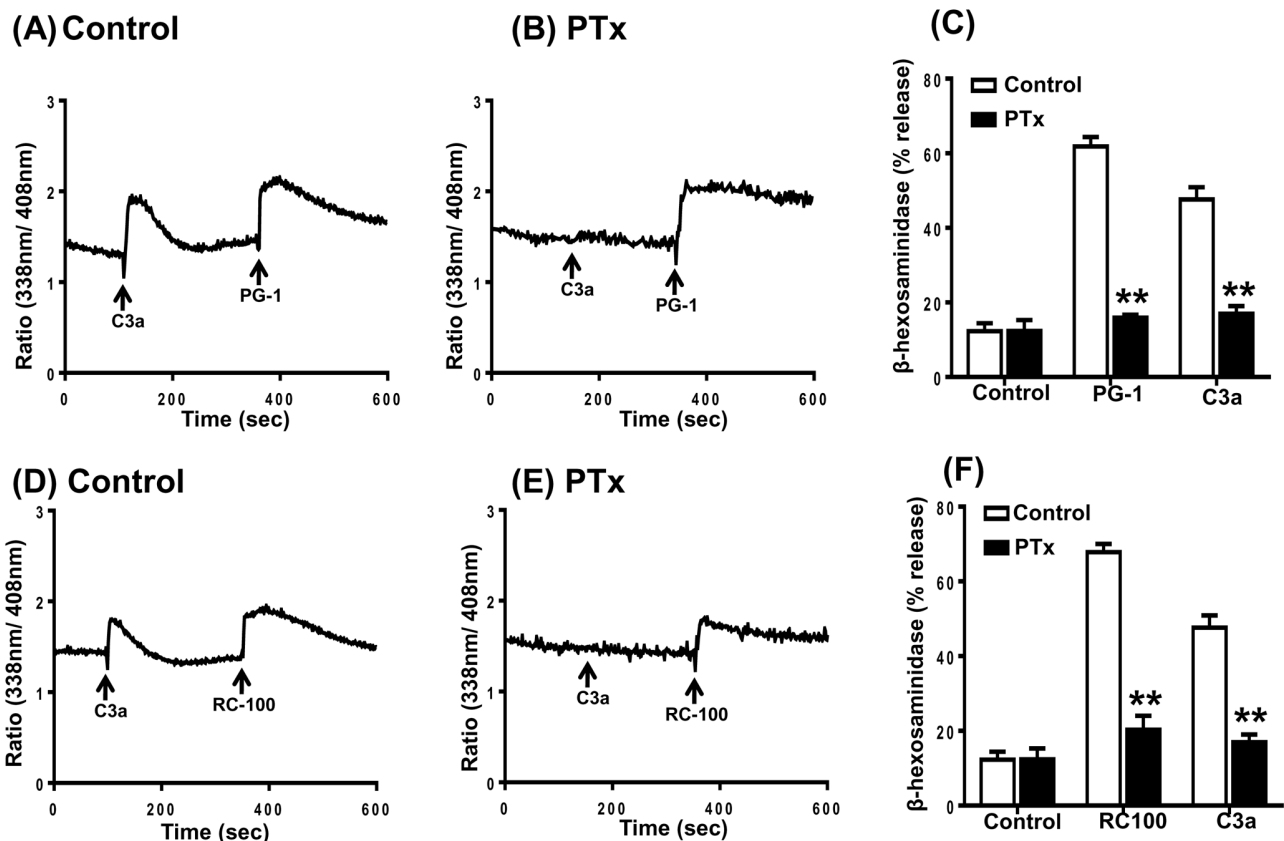 (A) Control
Ratio (338nm/ 408nm)
3
2
1
0
C3a
PG-1
0 200 400 600
Time (sec)
(B) PTx
Ratio (338nm/ 408nm)
3
2
1
0
C3a
PG-1
0 200 400 600
Time (sec)
(C)
β-hexosaminidase (% release)
80
60
40
20
0
Control
PTx
**
**
Control PG-1 C3a
(D) Control
Ratio (338nm/ 408nm)
3
2
1
0
C3a
RC-100
0 200 400 600
Time (sec)
(E) PTx
Ratio (338nm/ 408nm)
3
2
1
0
C3a
RC-100
0 200 400 600
Time (sec)
(F)
β-hexosaminidase (% release)
80
60
40
20
0
Control
PTx
**
**
Control RC100 C3a